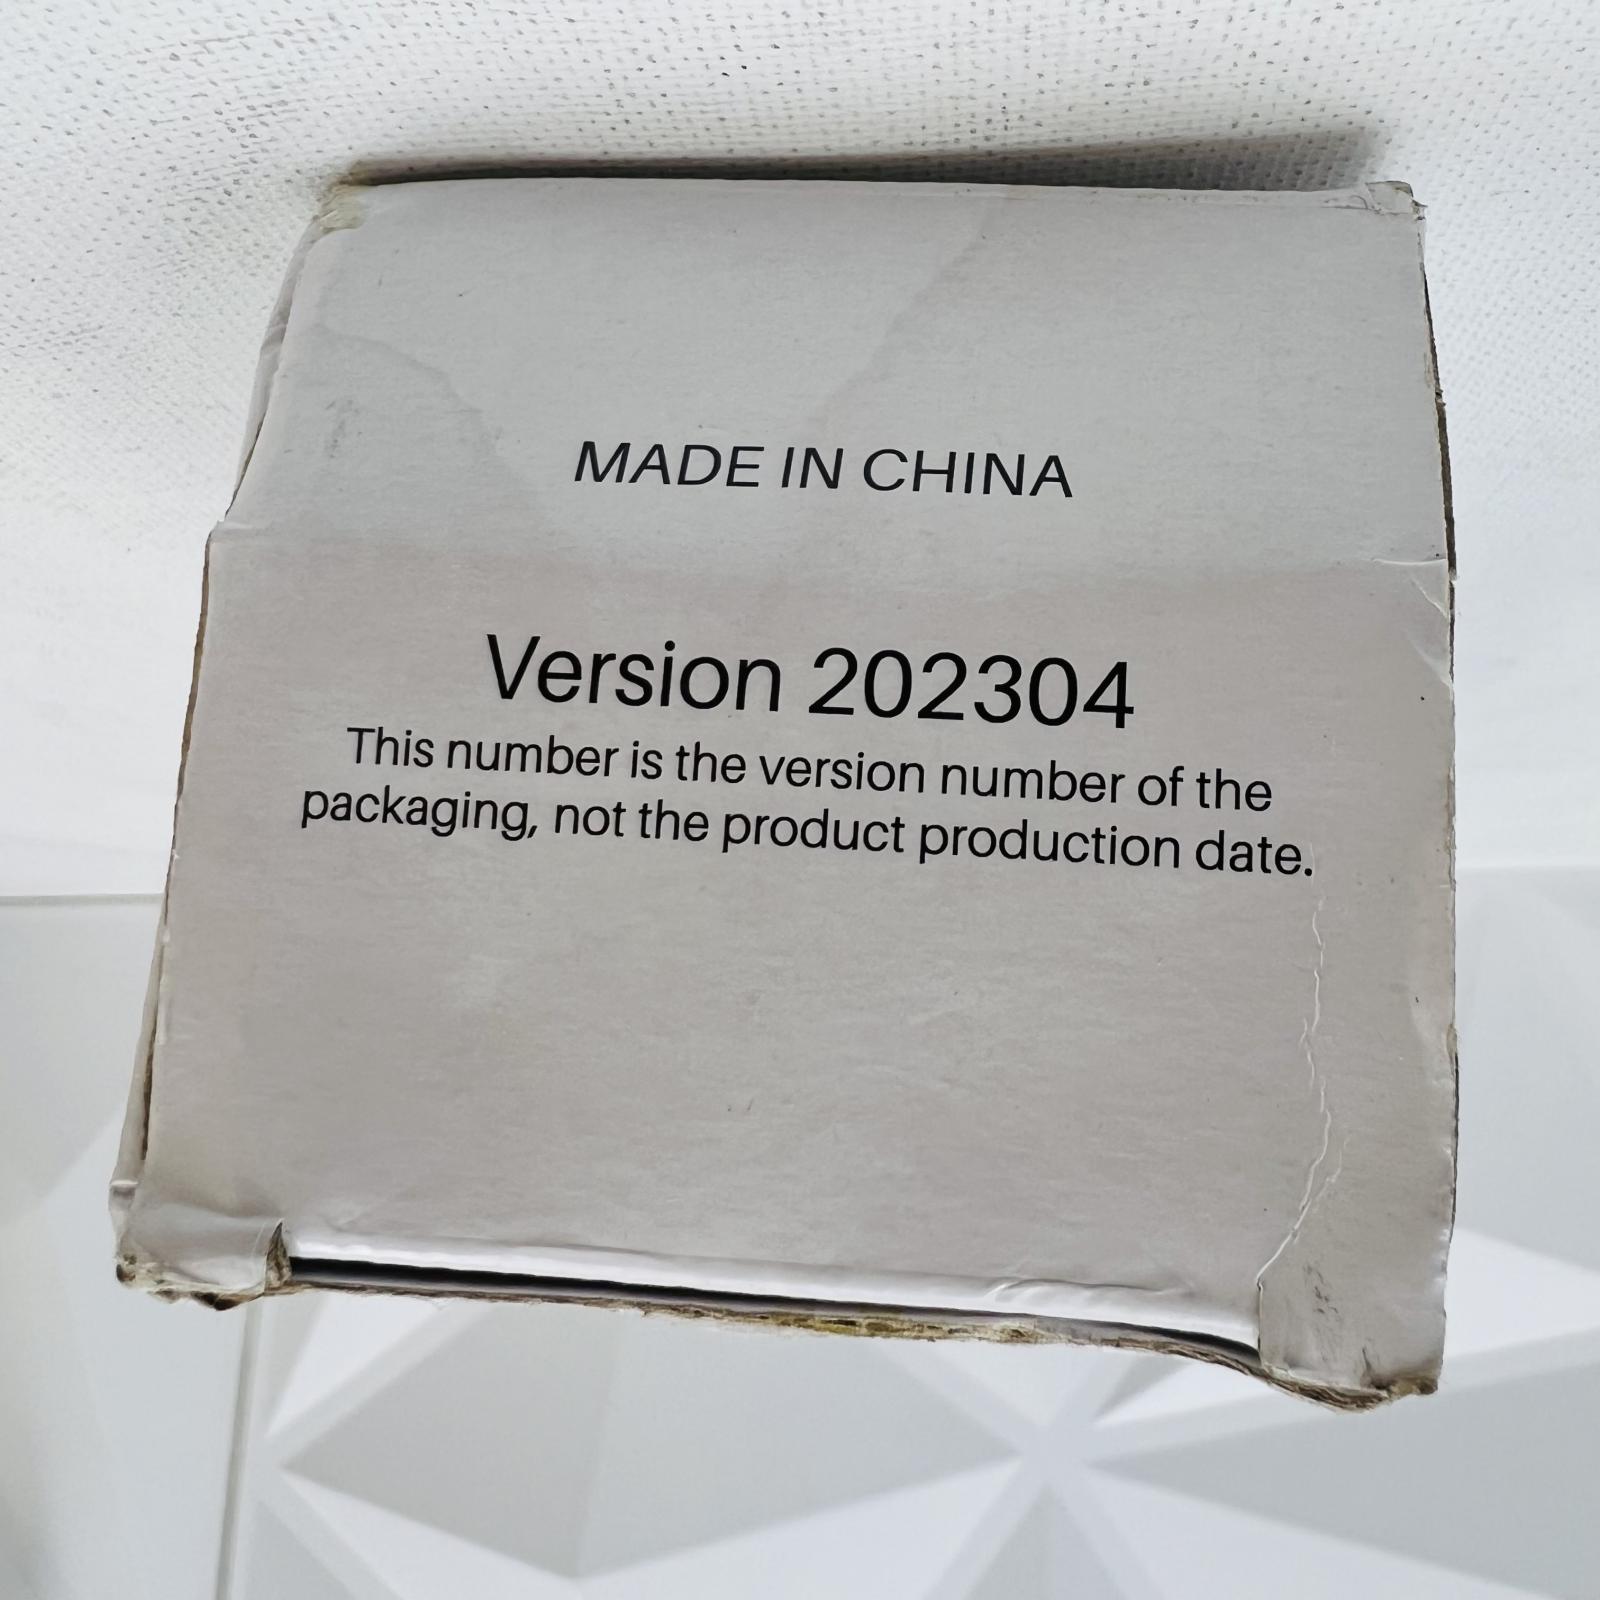 MADE IN CHINA
Version 202304
This number is the version number of the
packaging, not the product production date.